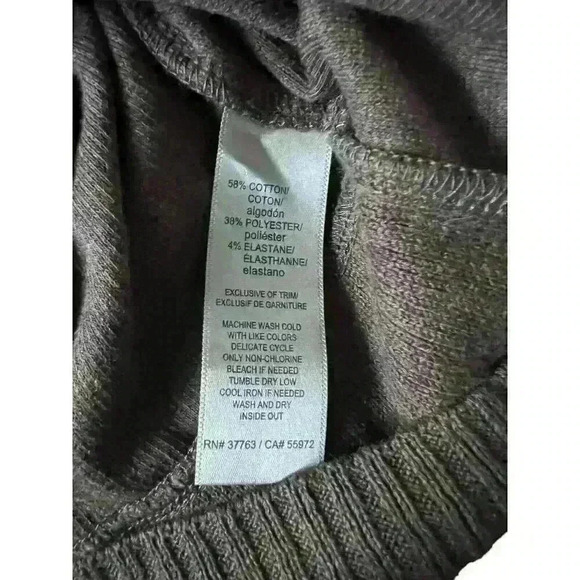 58% COTTON/
COTON/
algodón
38% POLYESTER/
poliéster
4% ELASTANE/
ÉLASTHANNE/
elastano
EXCLUSIVE OF TRIM/
EXCLUSIF DE GARNITURE
MACHINE WASH COLD
WITH LIKE COLORS
DELICATE CYCLE
ONLY NON-CHLORINE
BLEACH IF NEEDED
TUMBLE DRY LOW
COOL IRON IF NEEDED
WASH AND DRY
INSIDE OUT
RN# 37763 / CA# 55972